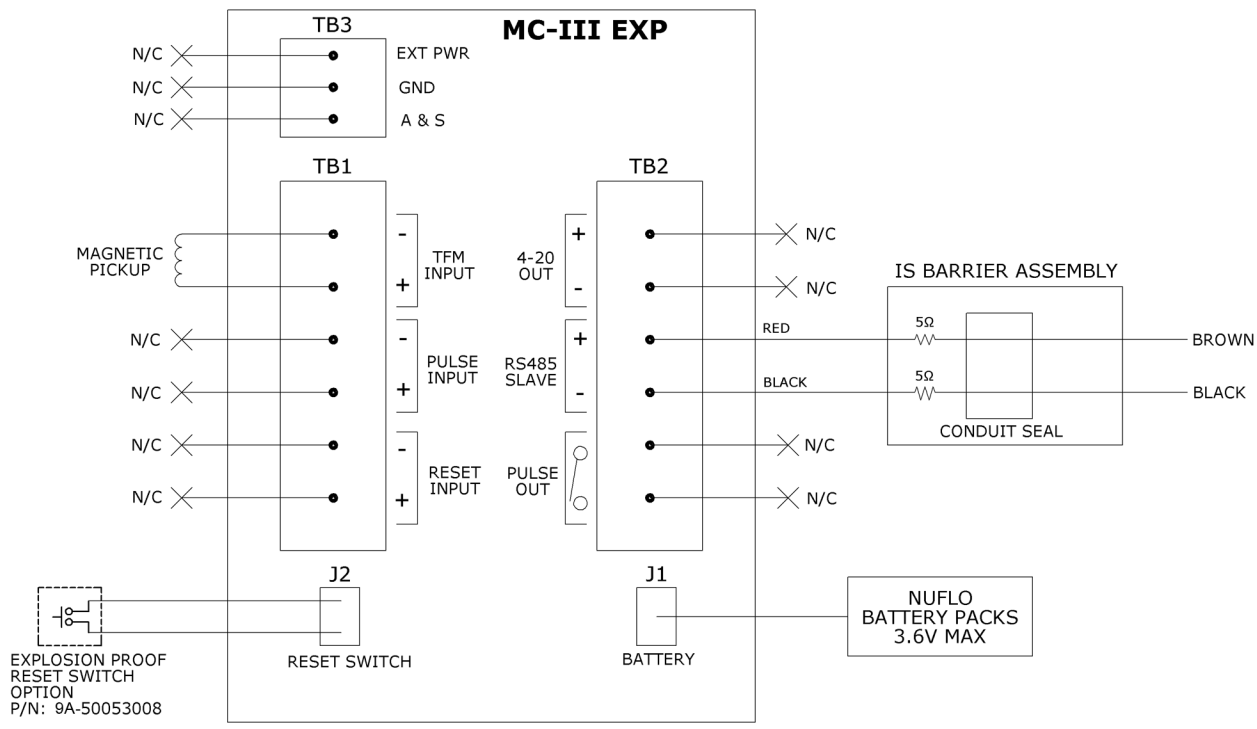 MC-III EXP
TB3
N/C
EXT PWR
N/C
GND
N/C
A & S
TB1
-
MAGNETIC
PICKUP
TFM
INPUT
+
N/C
-
PULSE
INPUT
N/C
+
N/C
-
RESET
INPUT
N/C
+
TB2
+
N/C
4-20
OUT
-
N/C
+
RED
RS485
SLAVE
-
BLACK
PULSE
OUT
N/C
N/C
IS BARRIER ASSEMBLY
5Ω
BROWN
5Ω
BLACK
CONDUIT SEAL
J2
RESET SWITCH
EXPLOSION PROOF
RESET SWITCH
OPTION
P/N: 9A-50053008
J1
BATTERY
NUFLO
BATTERY PACKS
3.6V MAX